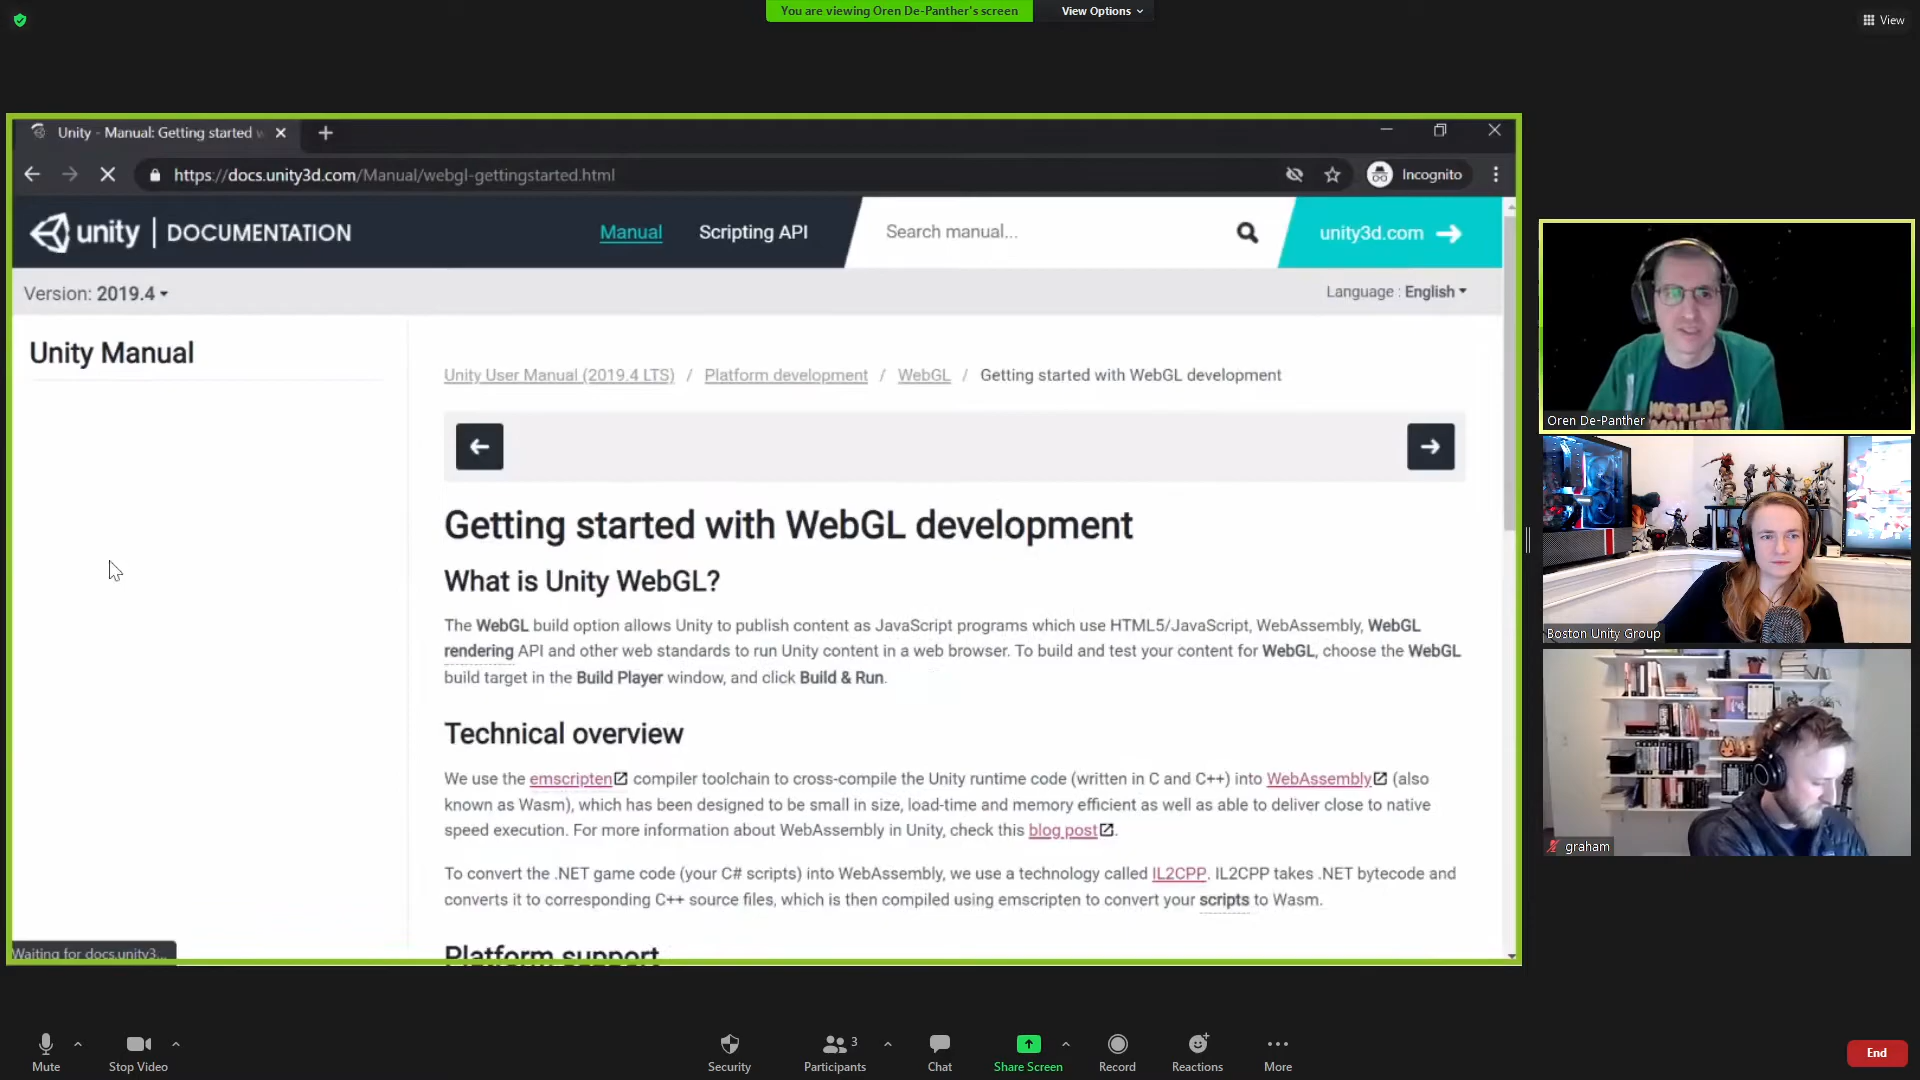 You are viewing Oren De-Panther's screen
View Options
View
Unity - Manual: Getting started w
https://docs.unity3d.com/Manual/webgl-gettingstarted.html
Incognito
unity | DOCUMENTATION
Manual
Scripting API
Search manual...
unity3d.com
Version: 2019.4
Language : English
Unity Manual
Unity User Manual (2019.4 LTS) / Platform development / WebGL / Getting started with WebGL development
Getting started with WebGL development
What is Unity WebGL?
The WebGL build option allows Unity to publish content as JavaScript programs which use HTML5/JavaScript, WebAssembly, WebGL
rendering API and other web standards to run Unity content in a web browser. To build and test your content for WebGL, choose the WebGL
build target in the Build Player window, and click Build & Run.
Technical overview
We use the emscripten compiler toolchain to cross-compile the Unity runtime code (written in C and C++) into WebAssembly (also
known as Wasm), which has been designed to be small in size, load-time and memory efficient as well as able to deliver close to native
speed execution. For more information about WebAssembly in Unity, check this blog post.
To convert the .NET game code (your C# scripts) into WebAssembly, we use a technology called IL2CPP. IL2CPP takes .NET bytecode and
converts it to corresponding C++ source files, which is then compiled using emscripten to convert your scripts to Wasm.
Platform support
Waiting for docs.unity3...
Oren De-Panther
Boston Unity Group
graham
Mute
Stop Video
Security
Participants
3
Chat
Share Screen
Record
Reactions
More
End